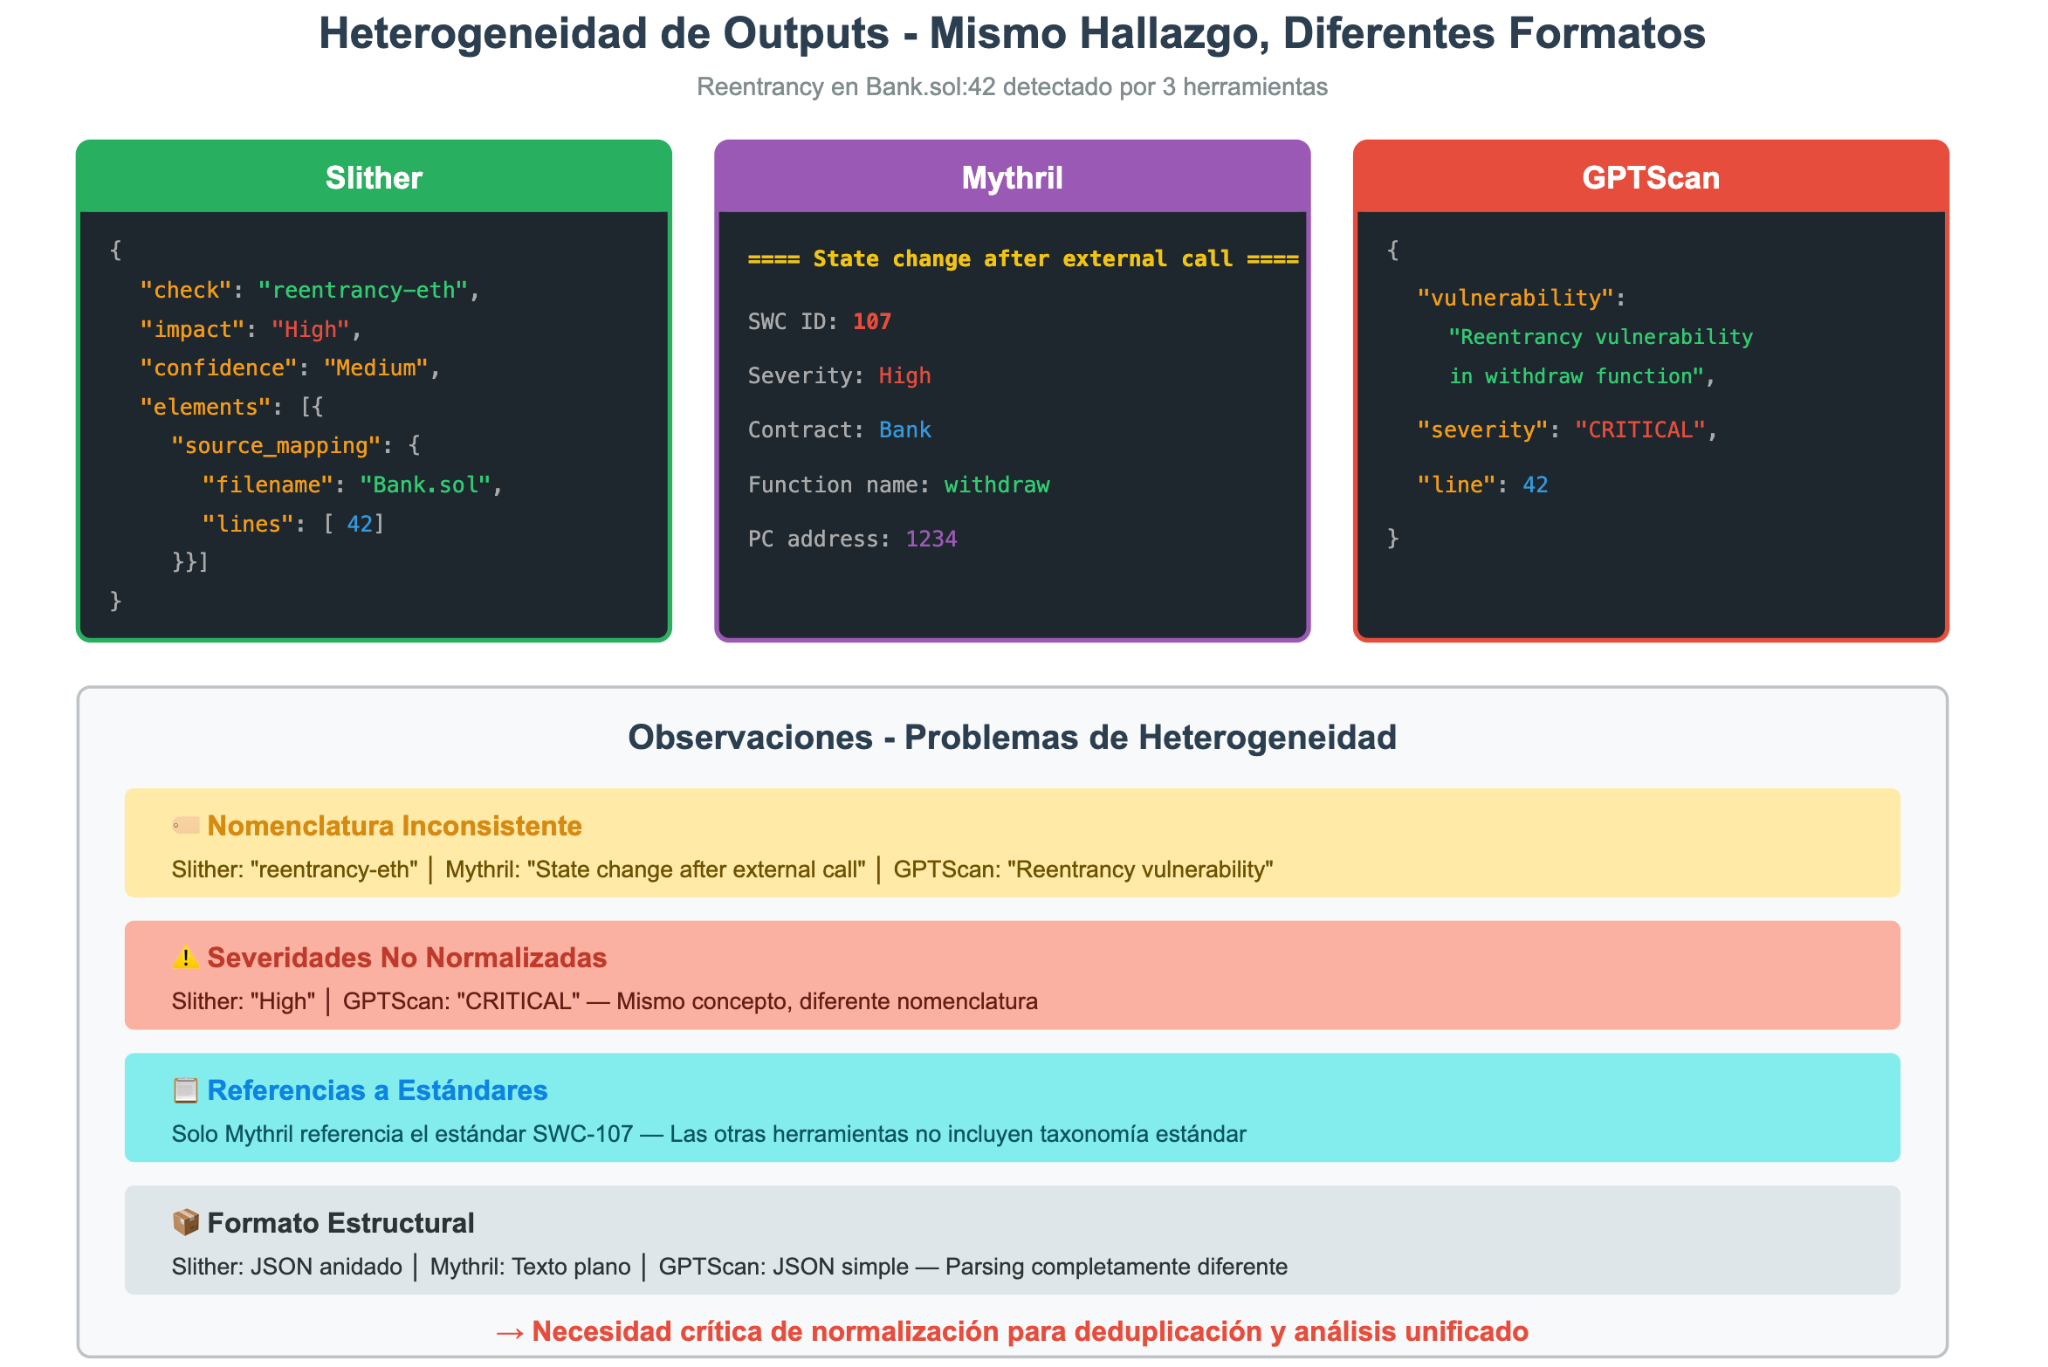 Heterogeneidad de Outputs - Mismo Hallazgo, Diferentes Formatos
Reentrancy en Bank.sol:42 detectado por 3 herramientas
Slither
{
"check": "reentrancy-eth",
"impact": "High",
"confidence": "Medium",
"elements": [{
"source_mapping": {
"filename": "Bank.sol",
"lines": [ 42]
}}]
}
Mythril
==== State change after external call ====
SWC ID: 107
Severity: High
Contract: Bank
Function name: withdraw
PC address: 1234
GPTScan
{
"vulnerability":
"Reentrancy vulnerability
in withdraw function",
"severity": "CRITICAL",
"line": 42
}
Observaciones - Problemas de Heterogeneidad
Nomenclatura Inconsistente
Slither: "reentrancy-eth" | Mythril: "State change after external call" | GPTScan: "Reentrancy vulnerability"
Severidades No Normalizadas
Slither: "High" | GPTScan: "CRITICAL" — Mismo concepto, diferente nomenclatura
Referencias a Estándares
Solo Mythril referencia el estándar SWC-107 — Las otras herramientas no incluyen taxonomía estándar
Formato Estructural
Slither: JSON anidado | Mythril: Texto plano | GPTScan: JSON simple — Parsing completamente diferente
→ Necesidad crítica de normalización para deduplicación y análisis unificado